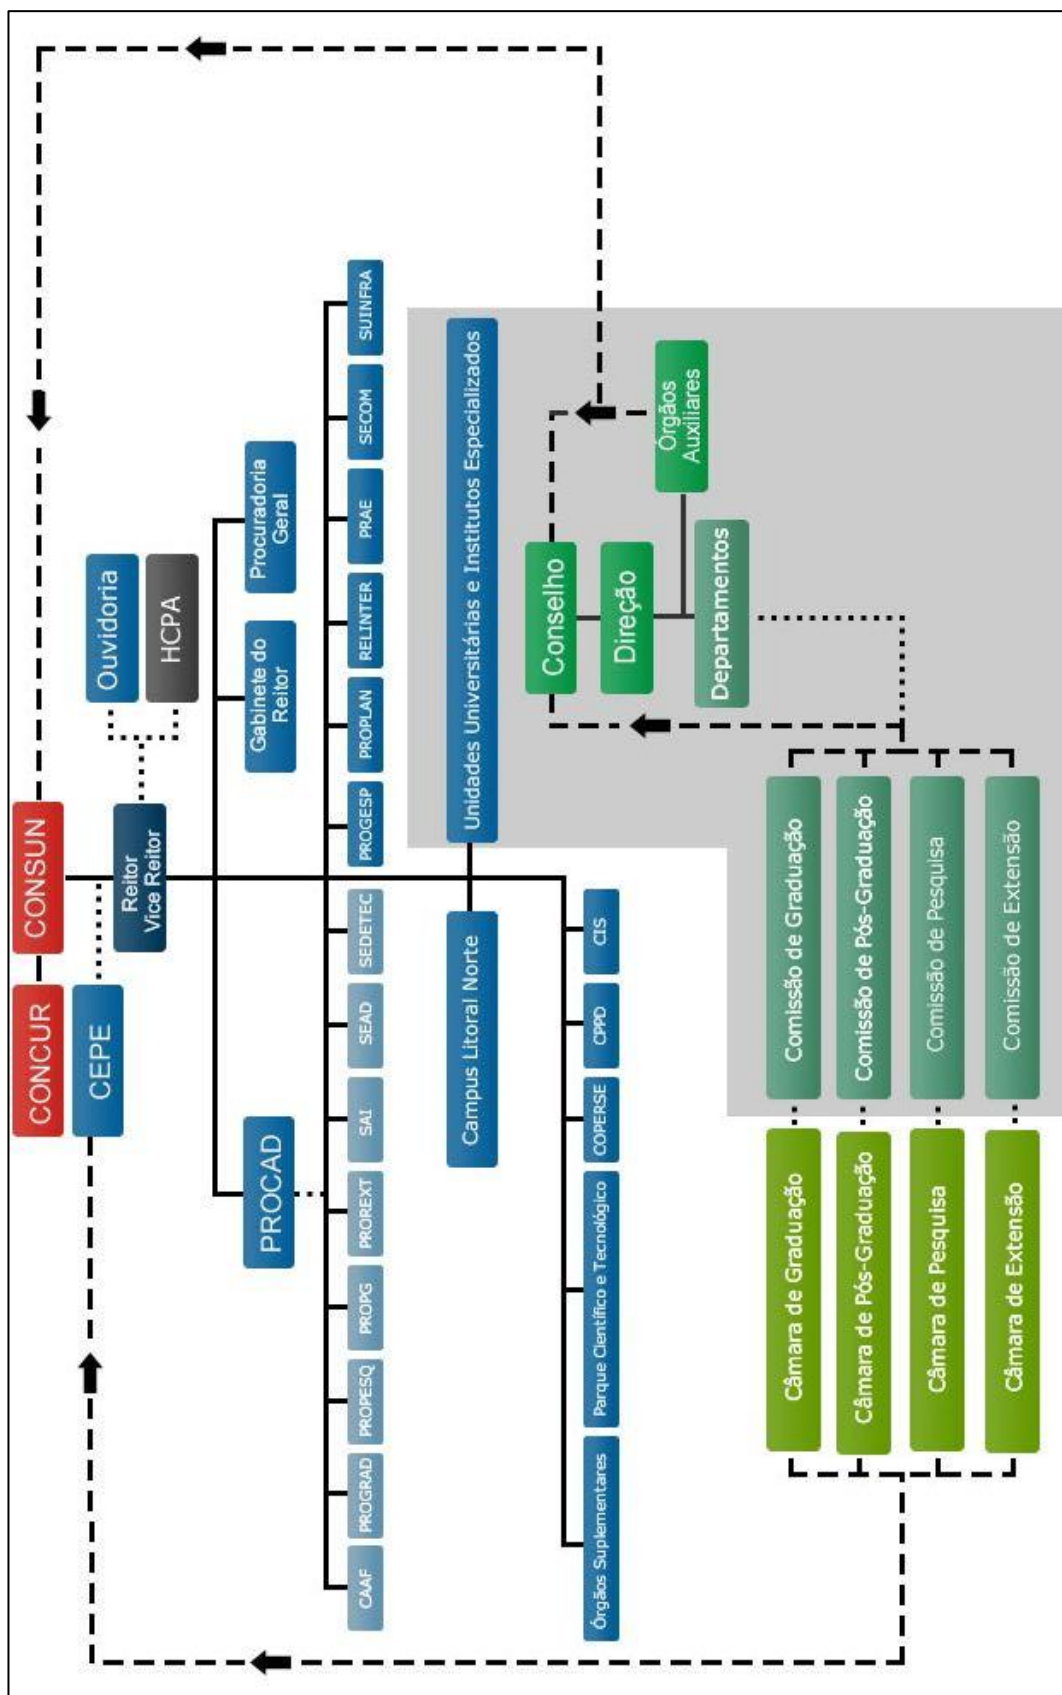 CONCUR
CONSUN
CEPE
Reitor
Vice Reitor
Ouvidoria
HCPA
PROCAD
Gabinete do
Reitor
Procuradoria
Geral
CAAF
PROGRAD
PROPESQ
PROPG
PROREXT
SAI
SEAD
SEDETEC
PROGESP
PROPLAN
RELINTER
PRAE
SECOM
SUINFRA
Campus Litoral Norte
Unidades Universitárias e Institutos Especializados
Órgãos Suplementares
Parque Científico e Tecnológico
COPERSE
CPPD
CIS
Conselho
Direção
Órgãos
Auxiliares
Departamentos
Câmara de Graduação
Comissão de Graduação
Câmara de Pós-Graduação
Comissão de Pós-Graduação
Câmara de Pesquisa
Comissão de Pesquisa
Câmara de Extensão
Comissão de Extensão